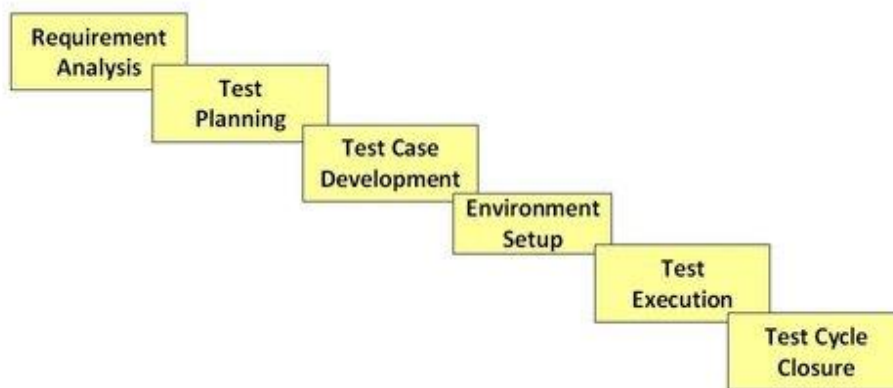 Requirement
Analysis
Test
Planning
Test Case
Development
Environment
Setup
Test
Execution
Test Cycle
Closure